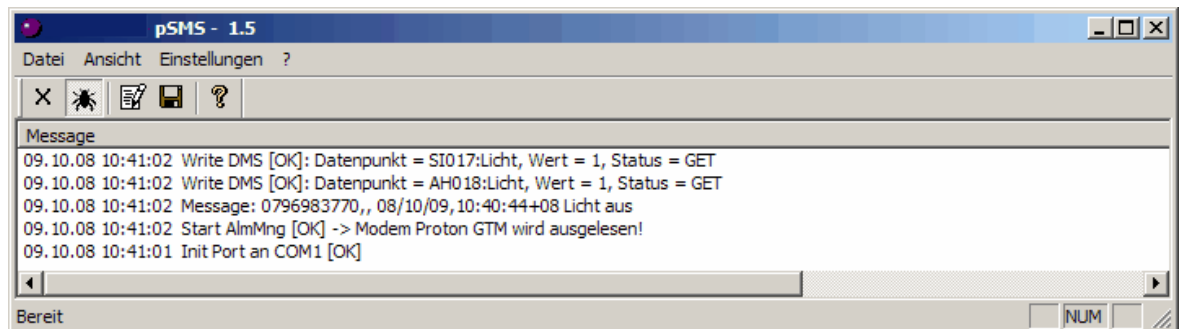 pSMS - 1.5
Datei Ansicht Einstellungen ?
Message
09.10.08 10:41:02 Write DMS [OK]: Datenpunkt = SI017:Licht, Wert = 1, Status = GET
09.10.08 10:41:02 Write DMS [OK]: Datenpunkt = AH018:Licht, Wert = 1, Status = GET
09.10.08 10:41:02 Message: 0796983770,, 08/10/09,10:40:44+08 Licht aus
09.10.08 10:41:02 Start AlmMng [OK] -> Modem Proton GTM wird ausgelesen!
09.10.08 10:41:01 Init Port an COM1 [OK]
Bereit NUM